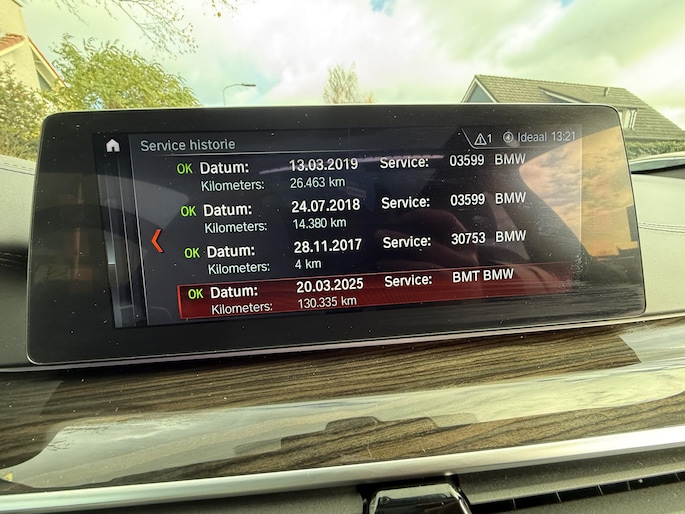 Service historie 1 Ideaal 13:21
OK Datum: 13.03.2019 Service: 03599 BMW
Kilometers: 26.463 km
OK Datum: 24.07.2018 Service: 03599 BMW
Kilometers: 14.380 km
OK Datum: 28.11.2017 Service: 30753 BMW
Kilometers: 4 km
OK Datum: 20.03.2025 Service: BMT BMW
Kilometers: 130.335 km